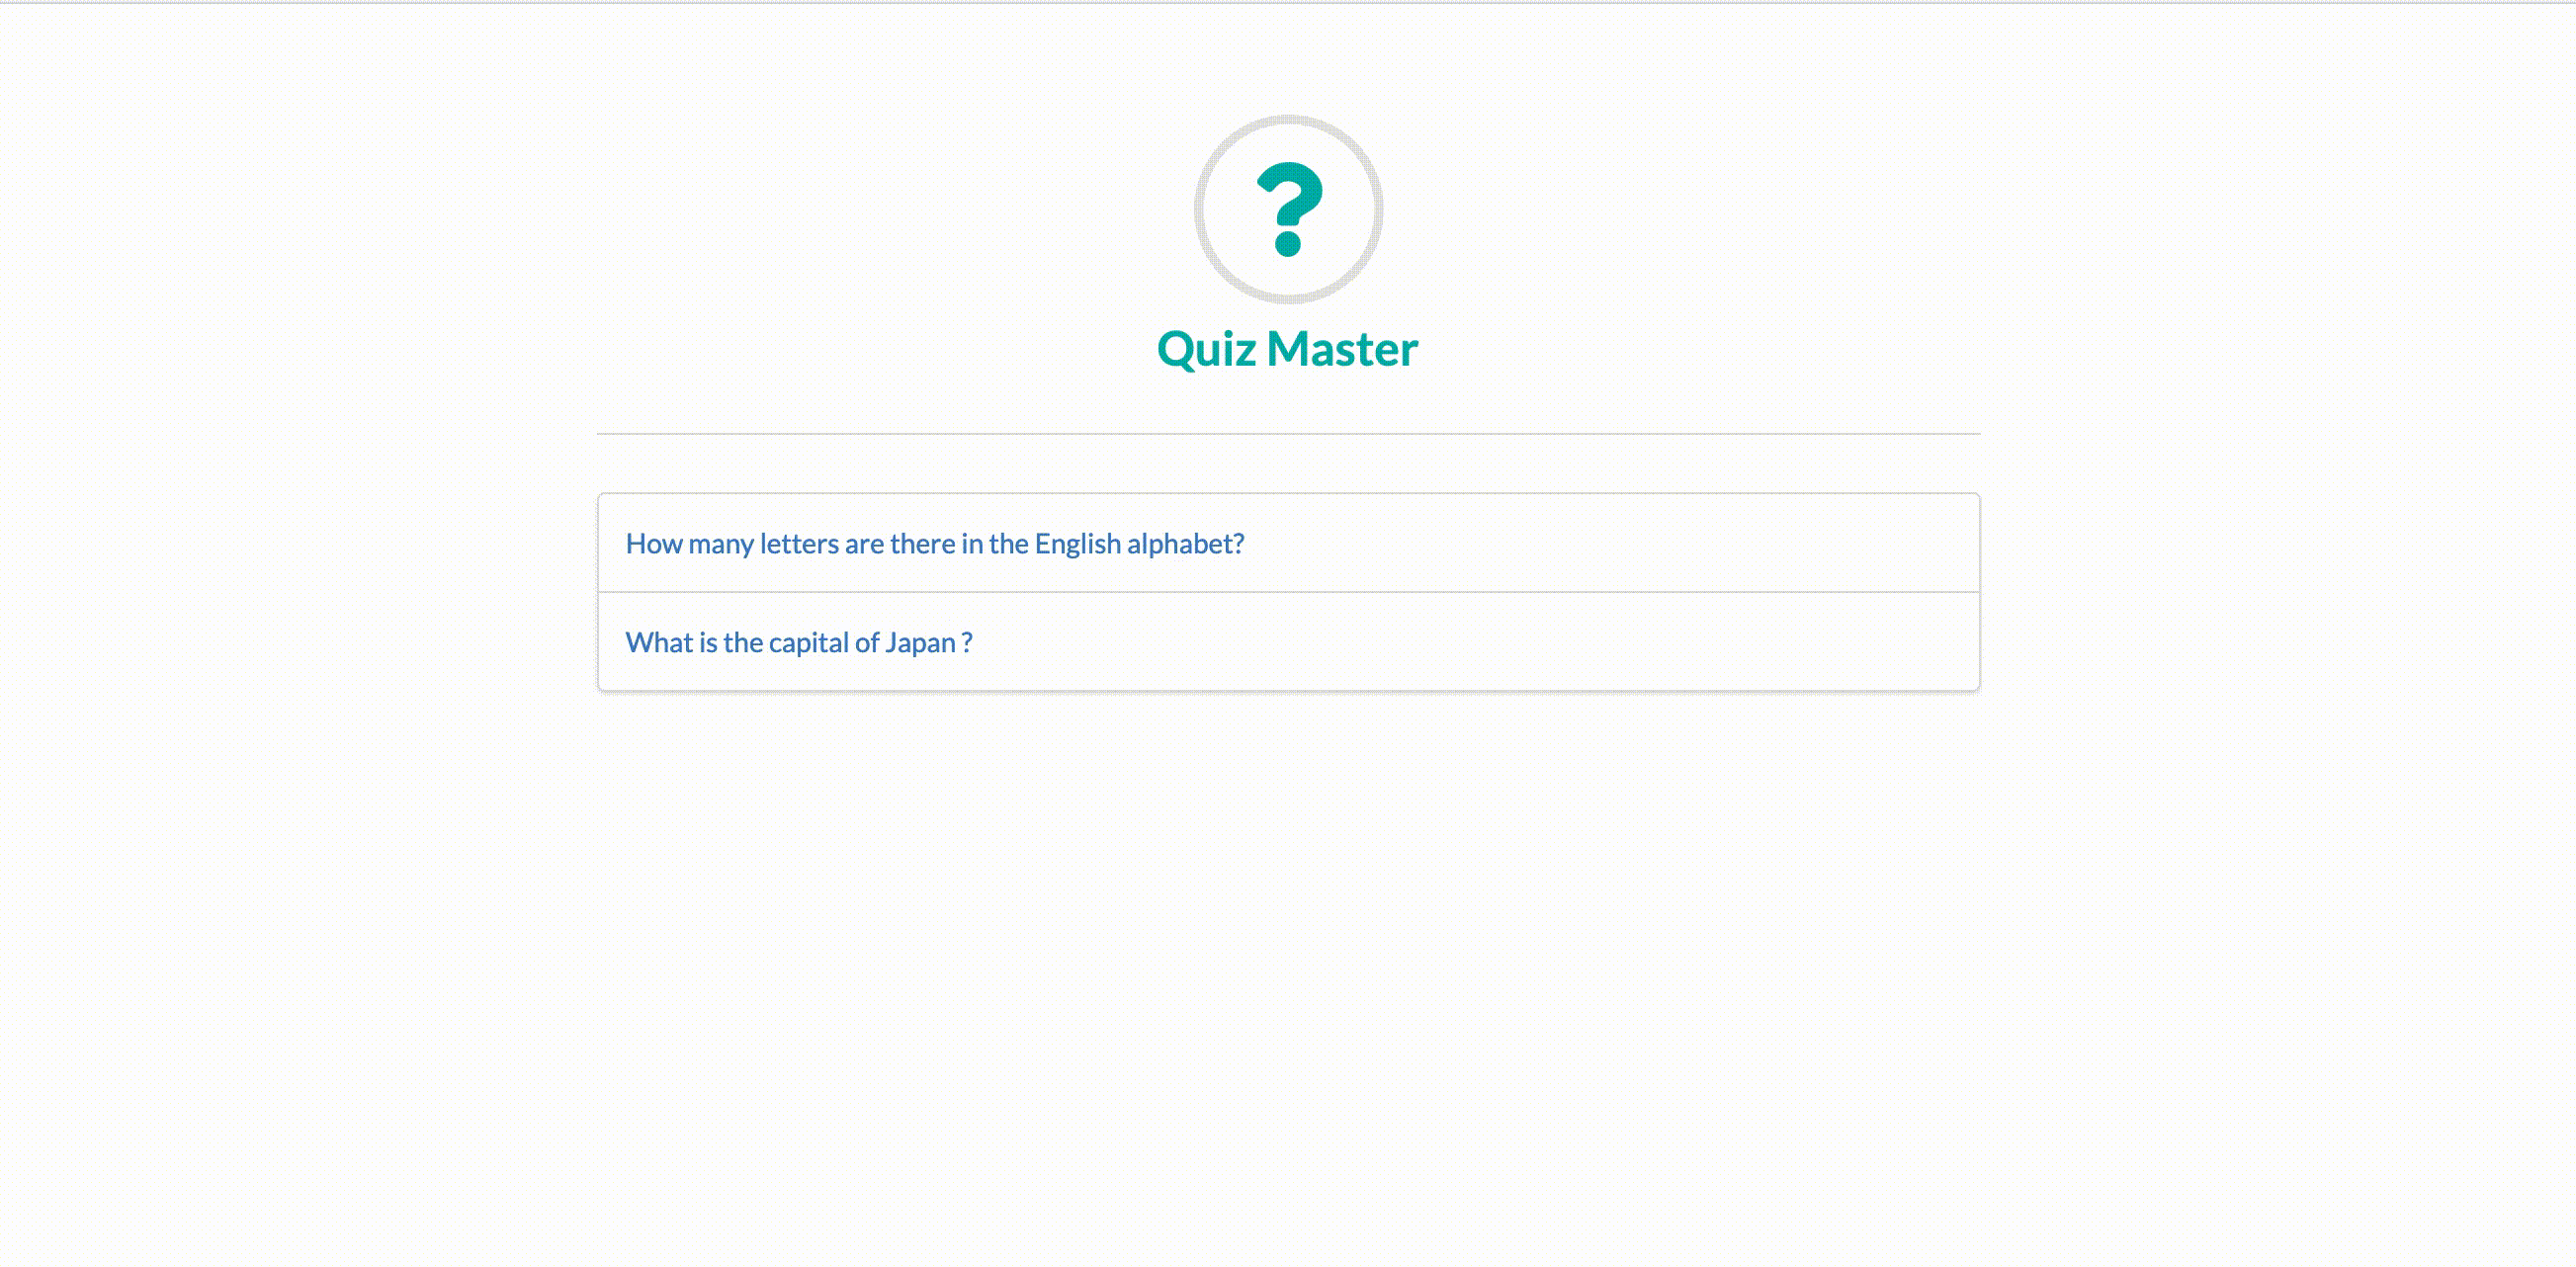 ?
Quiz Master
How many letters are there in the English alphabet?
What is the capital of Japan ?